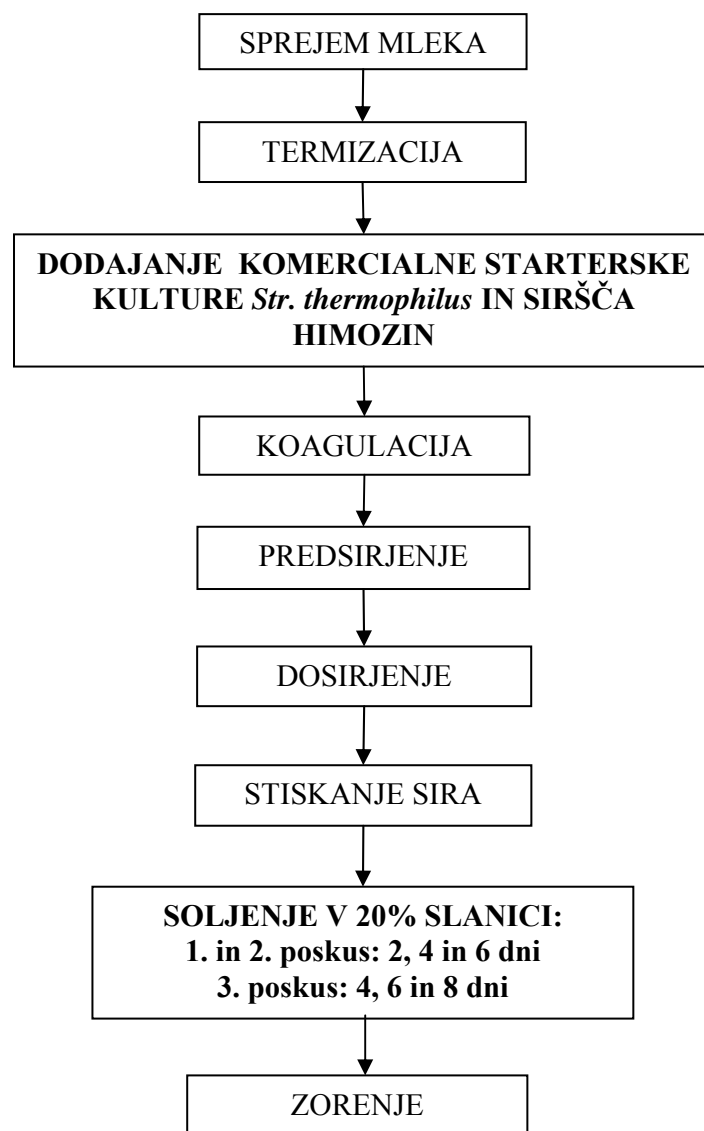 SPREJEM MLEKA
TERMIZACIJA
DODAJANJE KOMERCIALNE STARTERSKE
KULTURE Str. thermophilus IN SIRŠČA
HIMOZIN
KOAGULACIJA
PREDSIRJENJE
DOSIRJENJE
STISKANJE SIRA
SOLJENJE V 20% SLANICI:
1. in 2. poskus: 2, 4 in 6 dni
3. poskus: 4, 6 in 8 dni
ZORENJE